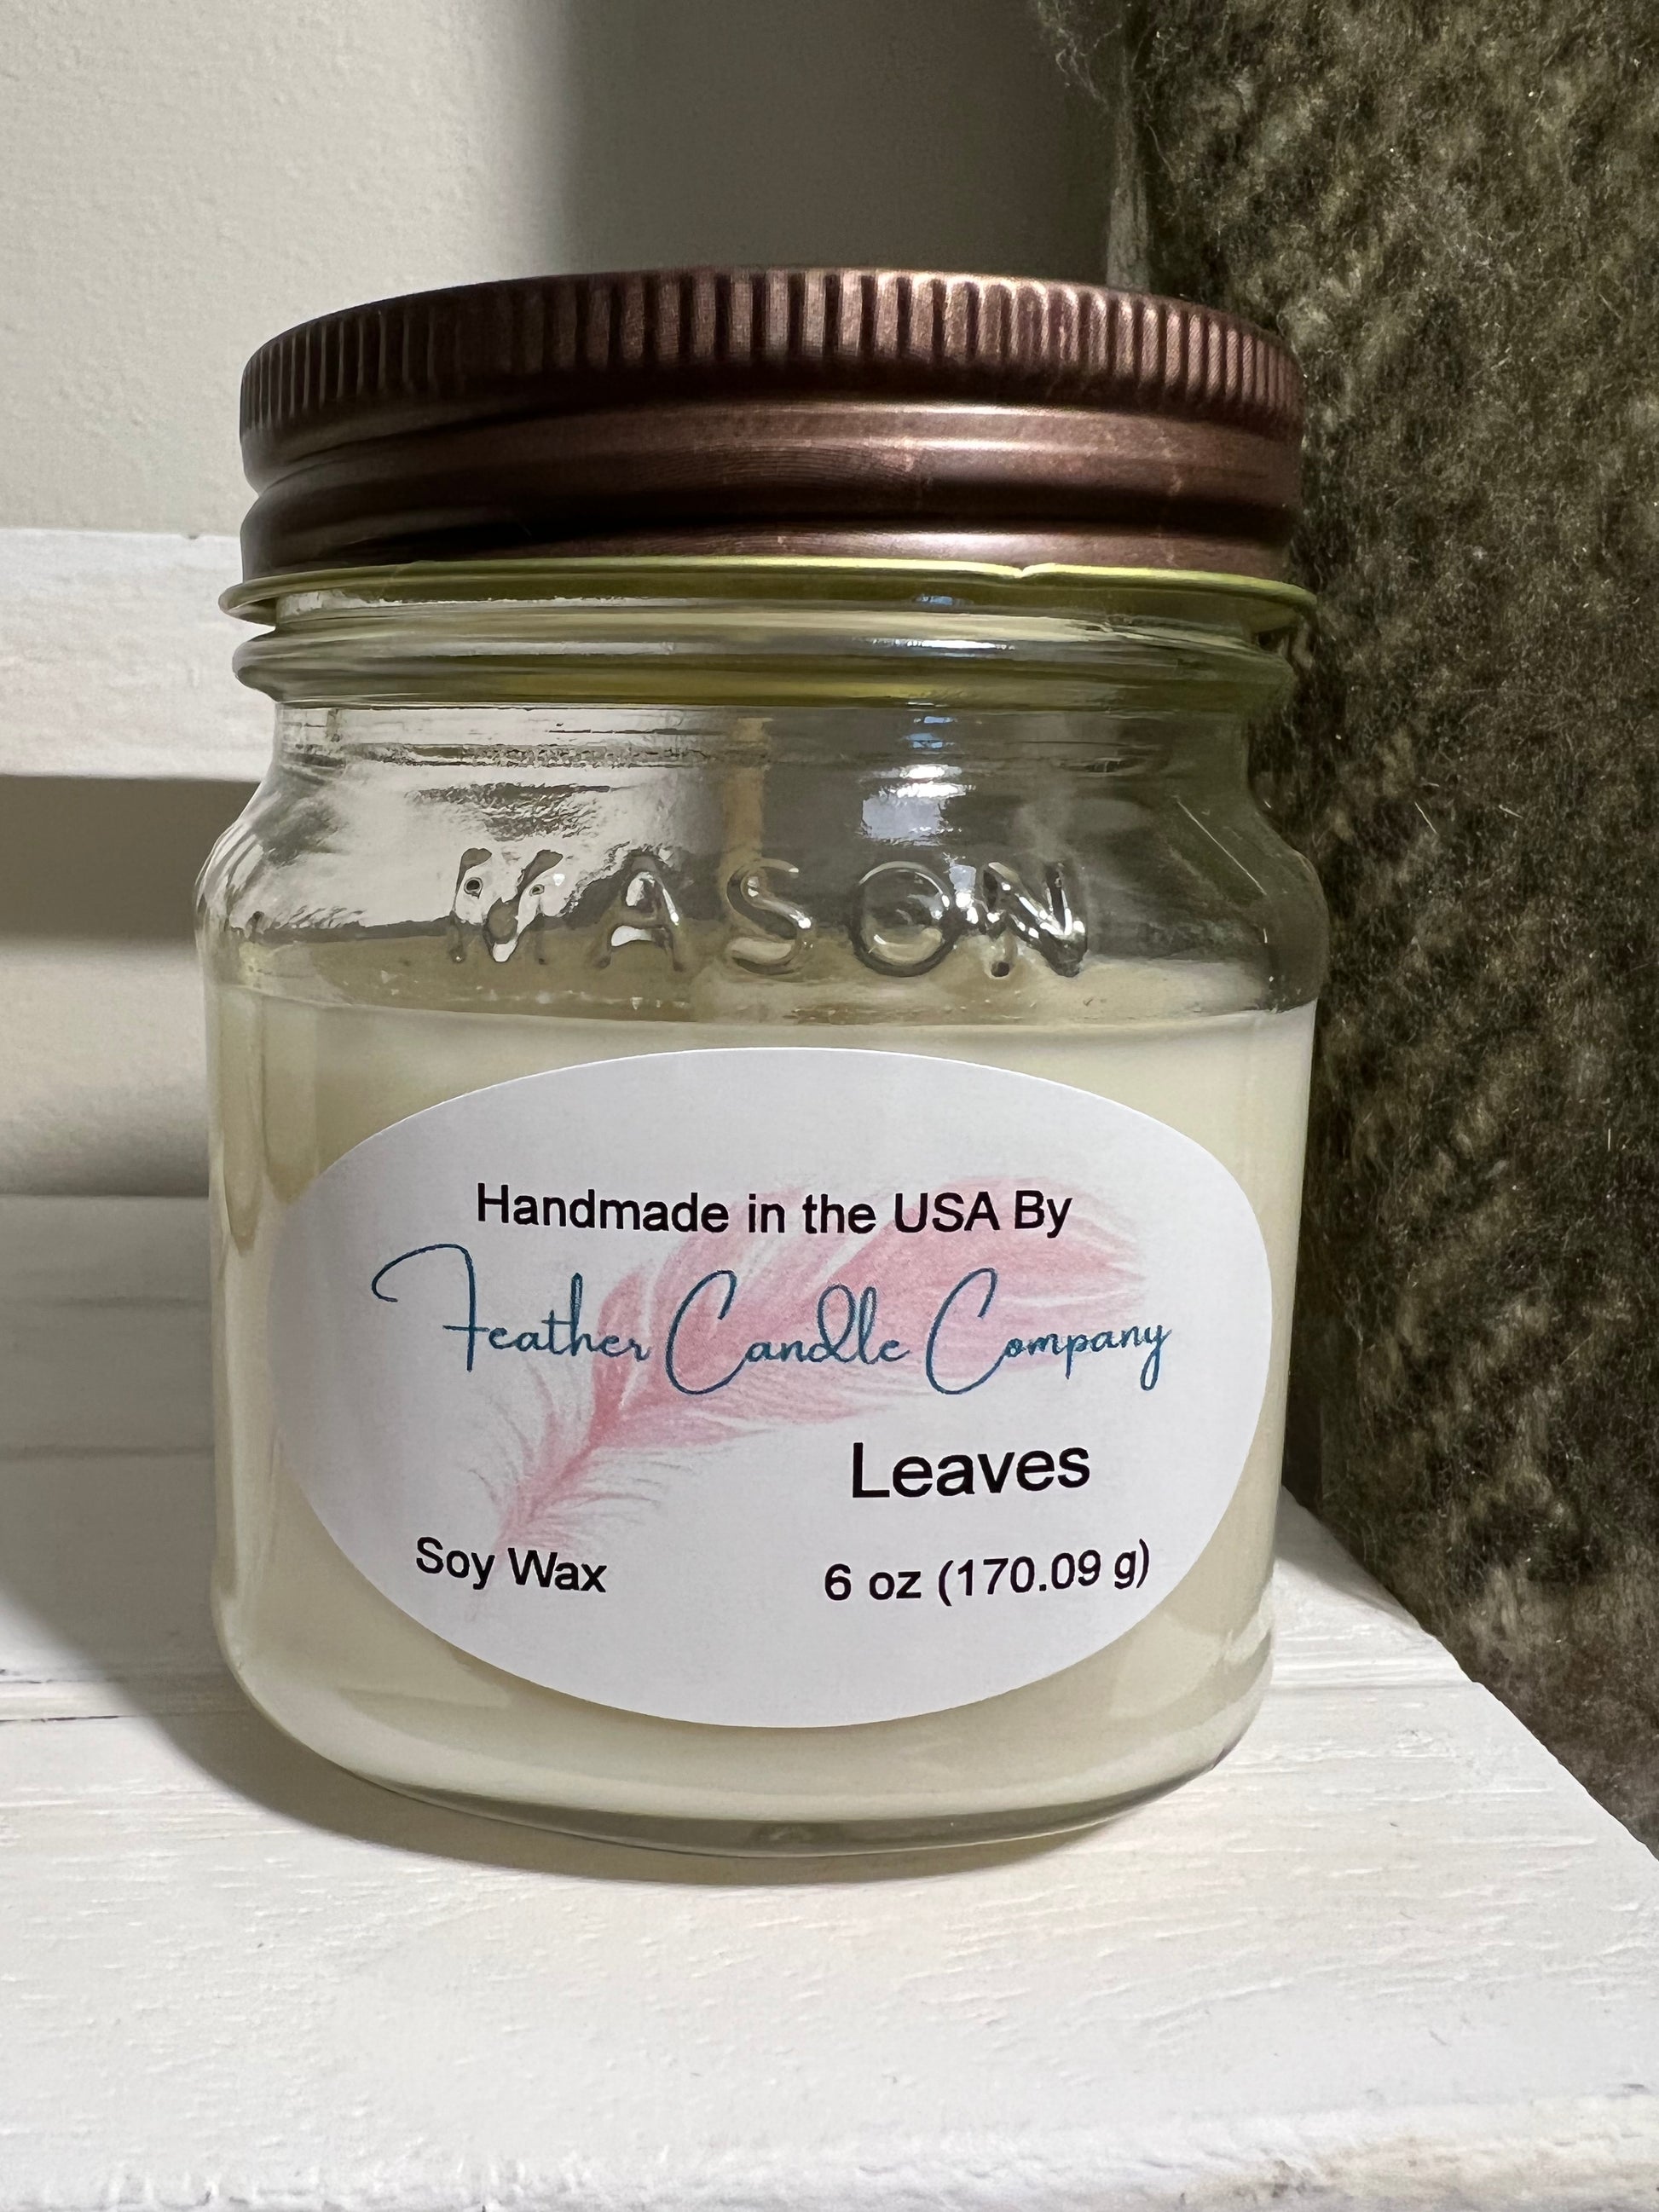 MASON
Handmade in the USA By
Feather Candle Company
Leaves
Soy Wax
6 oz (170.09 g)